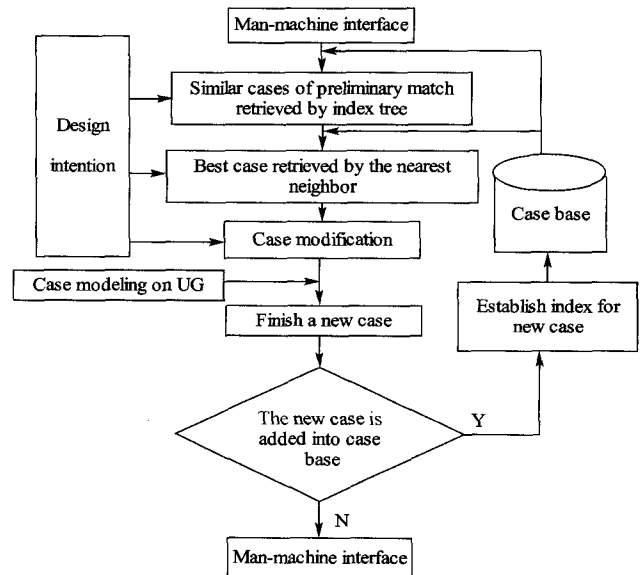 Man-machine interface
Similar cases of preliminary match
retrieved by index tree
Design
intention
Best case retrieved by the nearest
neighbor
Case base
Case modification
Case modeling on UG
Establish index for
new case
Finish a new case
The new case is
added into case
base
Y
N
Man-machine interface